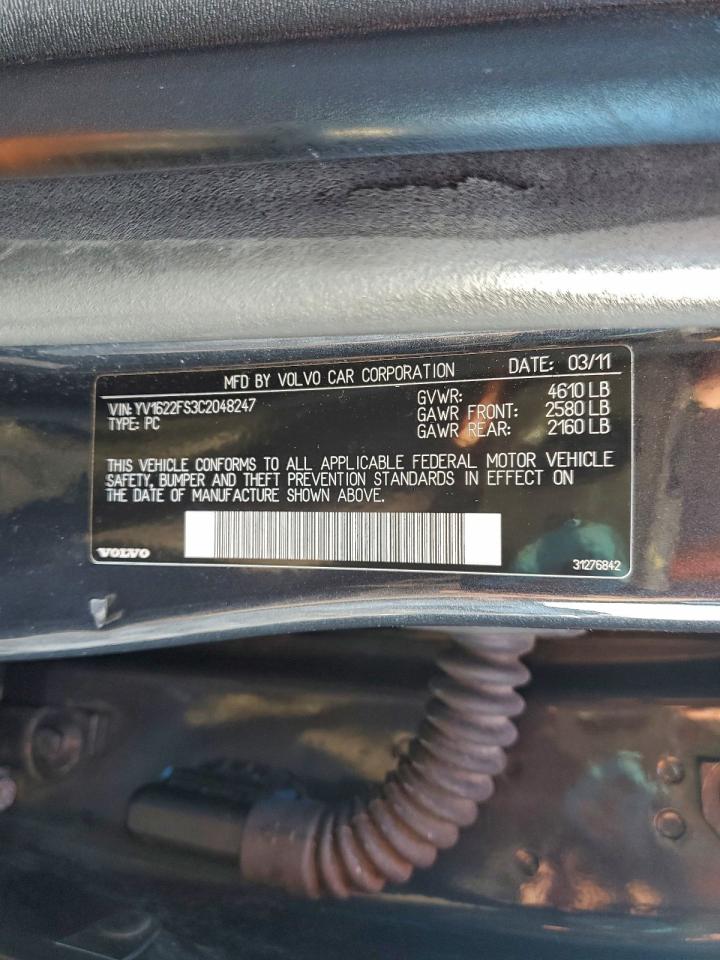 MFD BY VOLVO CAR CORPORATION DATE: 03/11
VIN: YV1622FS3C2048247
TYPE: PC
GVWR: 4610 LB
GAWR FRONT: 2580 LB
GAWR REAR: 2160 LB
THIS VEHICLE CONFORMS TO ALL APPLICABLE FEDERAL MOTOR VEHICLE
SAFETY, BUMPER AND THEFT PREVENTION STANDARDS IN EFFECT ON
THE DATE OF MANUFACTURE SHOWN ABOVE.
VOLVO
31276842